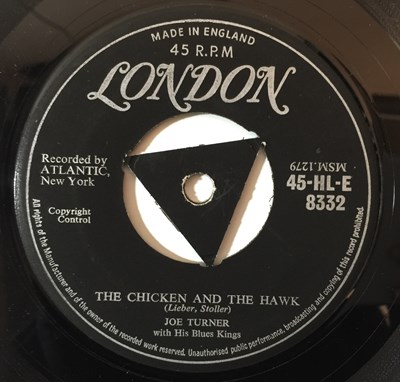 MADE IN ENGLAND
45 R.P.M
LONDON
Recorded by
ATLANTIC,
New York
Copyright
Control
MSM.1279
45-HL-E
8332
THE CHICKEN AND THE HAWK
(Lieber, Stoller)
JOE TURNER
with His Blues Kings
All rights of the Manufacturer and of the owner of the recorded work reserved. Unauthorised public performance, broadcasting and copying of this record prohibited.